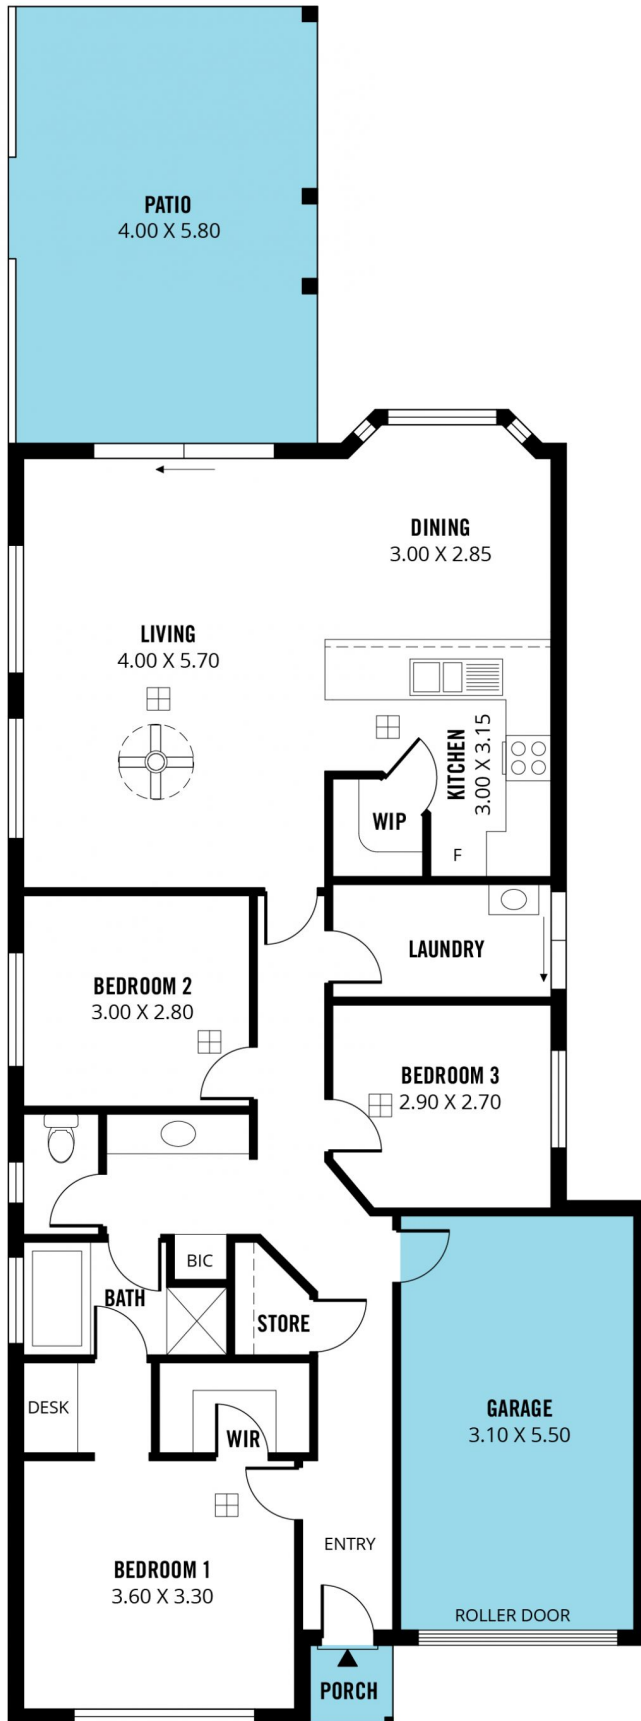 PATIO
4.00 X 5.80
DINING
3.00 X 2.85
LIVING
4.00 X 5.70
KITCHEN
3.00 X 3.15
WIP
F
LAUNDRY
BEDROOM 2
3.00 X 2.80
BEDROOM 3
2.90 X 2.70
BIC
BATH
STORE
DESK
WIR
GARAGE
3.10 X 5.50
ENTRY
BEDROOM 1
3.60 X 3.30
ROLLER DOOR
PORCH